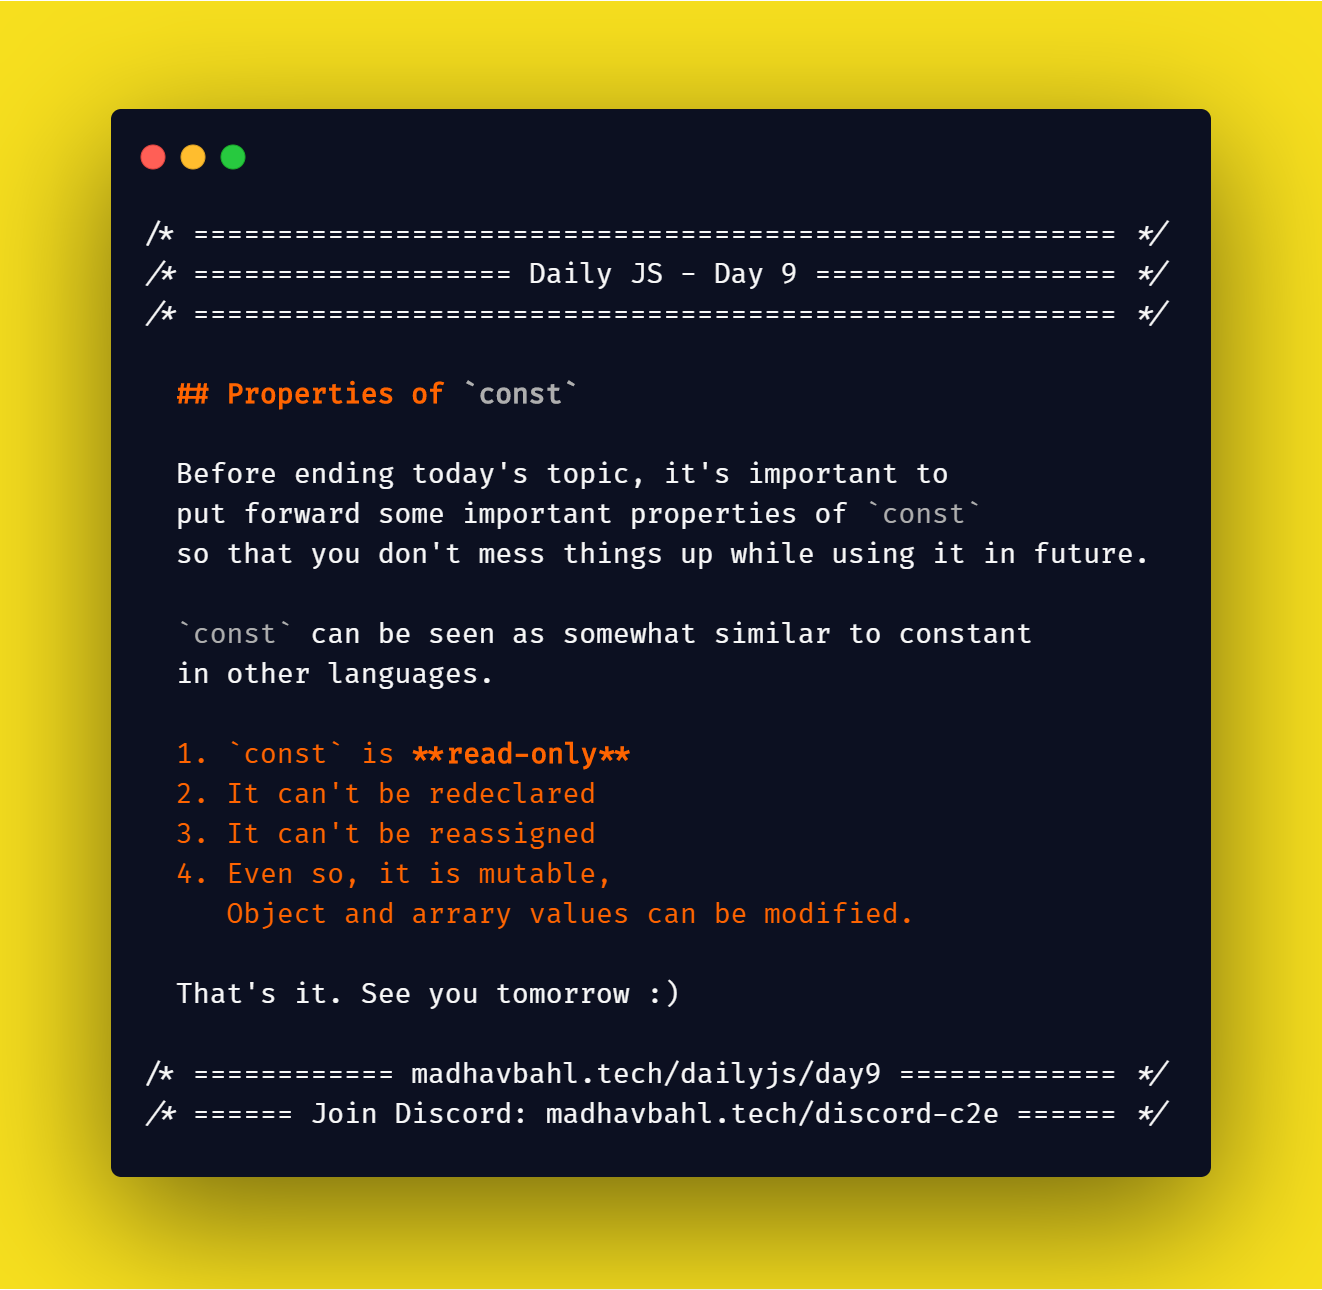 /* ======================================================= */
/* =================== Daily JS - Day 9 ================== */
/* ======================================================= */
## Properties of `const`
Before ending today's topic, it's important to
put forward some important properties of `const`
so that you don't mess things up while using it in future.
`const` can be seen as somewhat similar to constant
in other languages.
1. `const` is **read-only**
2. It can't be redeclared
3. It can't be reassigned
4. Even so, it is mutable,
Object and arrary values can be modified.
That's it. See you tomorrow :)
/* ============ madhavbahl.tech/dailyjs/day9 ============= */
/* ====== Join Discord: madhavbahl.tech/discord-c2e ====== */